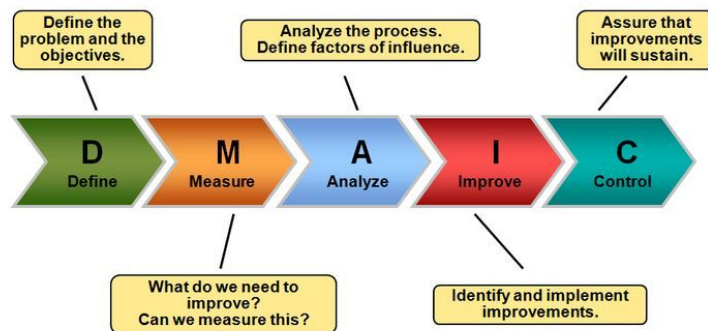 Define the
problem and the
objectives.
Analyze the process.
Define factors of influence.
Assure that
improvements
will sustain.
D
Define
M
Measure
A
Analyze
I
Improve
C
Control
What do we need to
improve?
Can we measure this?
Identify and implement
improvements.